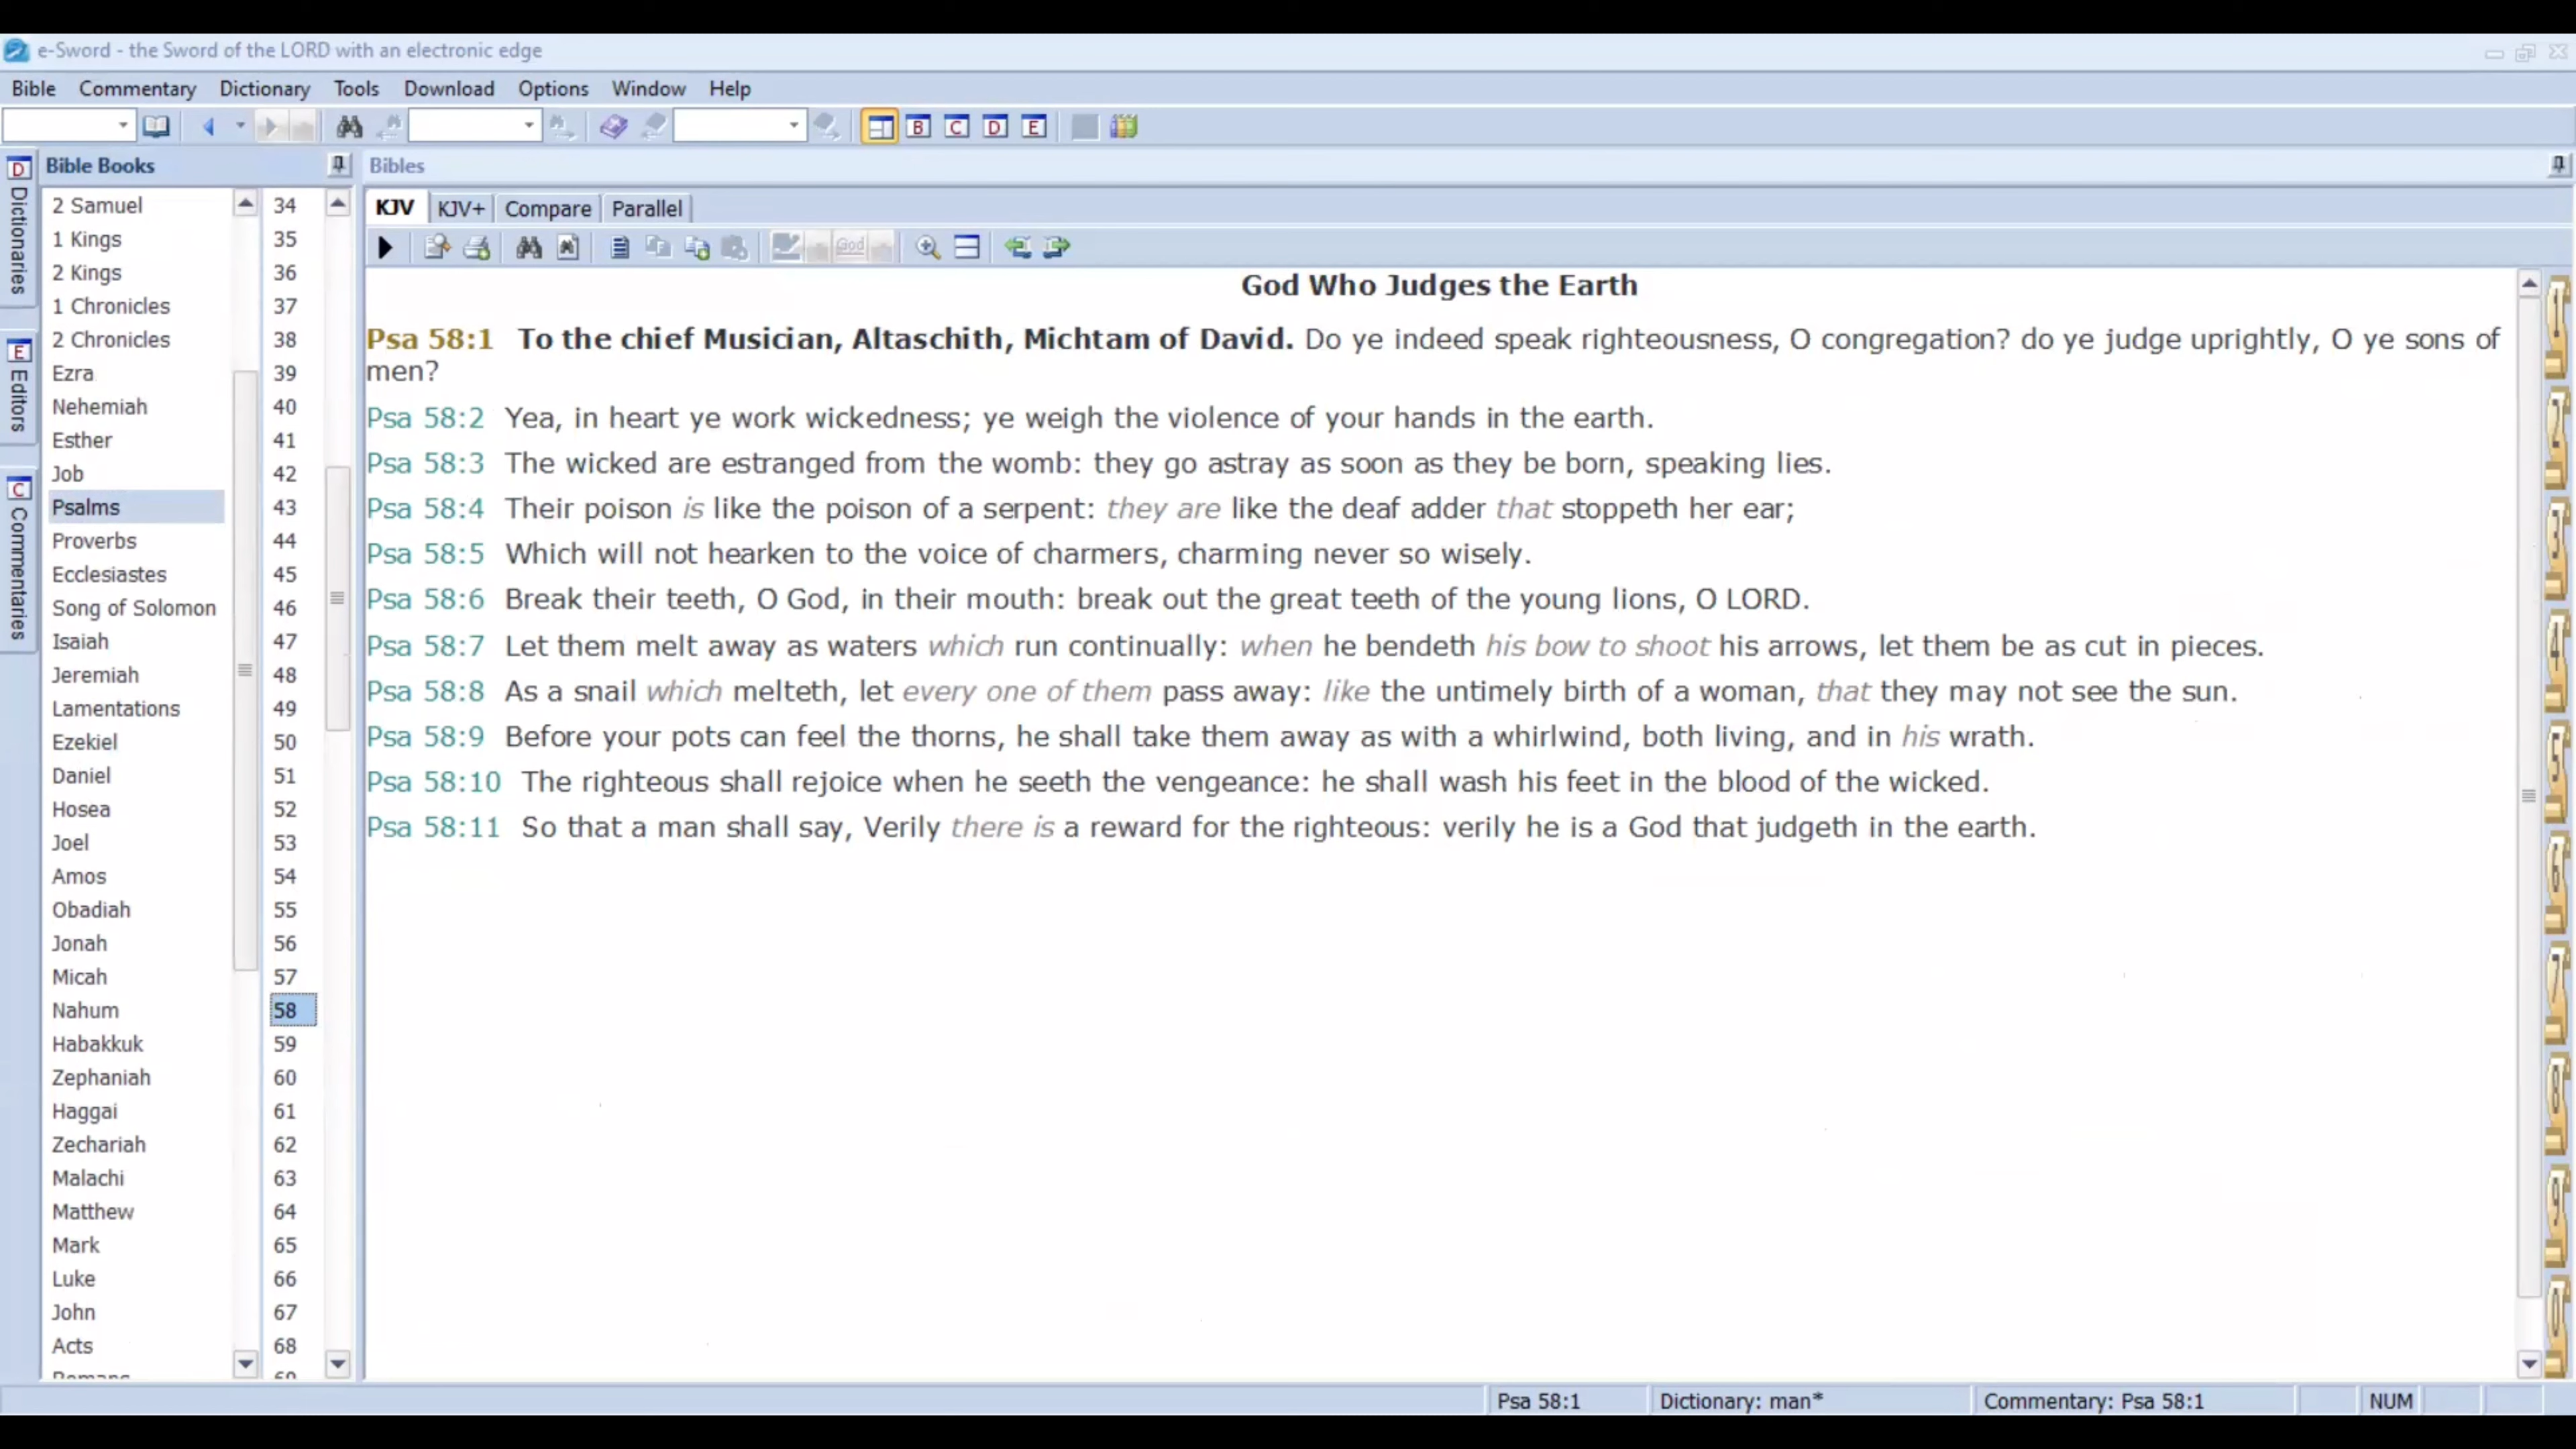 e-Sword - the Sword of the LORD with an electronic edge
Bible Commentary Dictionary Tools Download Options Window Help
B C D E
D Dictionaries
E Editors
C Commentaries
Bible Books
2 Samuel
1 Kings
2 Kings
1 Chronicles
2 Chronicles
Ezra
Nehemiah
Esther
Job
Psalms
Proverbs
Ecclesiastes
Song of Solomon
Isaiah
Jeremiah
Lamentations
Ezekiel
Daniel
Hosea
Joel
Amos
Obadiah
Jonah
Micah
Nahum
Habakkuk
Zephaniah
Haggai
Zechariah
Malachi
Matthew
Mark
Luke
John
Acts
34
35
36
37
38
39
40
41
42
43
44
45
46
47
48
49
50
51
52
53
54
55
56
57
58
59
60
61
62
63
64
65
66
67
68
Bibles
KJV KJV+ Compare Parallel
God
God Who Judges the Earth
Psa 58:1 To the chief Musician, Altaschith, Michtam of David. Do ye indeed speak righteousness, O congregation? do ye judge uprightly, O ye sons of
men?
Psa 58:2 Yea, in heart ye work wickedness; ye weigh the violence of your hands in the earth.
Psa 58:3 The wicked are estranged from the womb: they go astray as soon as they be born, speaking lies.
Psa 58:4 Their poison is like the poison of a serpent: they are like the deaf adder that stoppeth her ear;
Psa 58:5 Which will not hearken to the voice of charmers, charming never so wisely.
Psa 58:6 Break their teeth, O God, in their mouth: break out the great teeth of the young lions, O LORD.
Psa 58:7 Let them melt away as waters which run continually: when he bendeth his bow to shoot his arrows, let them be as cut in pieces.
Psa 58:8 As a snail which melteth, let every one of them pass away: like the untimely birth of a woman, that they may not see the sun.
Psa 58:9 Before your pots can feel the thorns, he shall take them away as with a whirlwind, both living, and in his wrath.
Psa 58:10 The righteous shall rejoice when he seeth the vengeance: he shall wash his feet in the blood of the wicked.
Psa 58:11 So that a man shall say, Verily there is a reward for the righteous: verily he is a God that judgeth in the earth.
1
2
3
4
5
6
7
8
9
0
Psa 58:1 Dictionary: man* Commentary: Psa 58:1 NUM